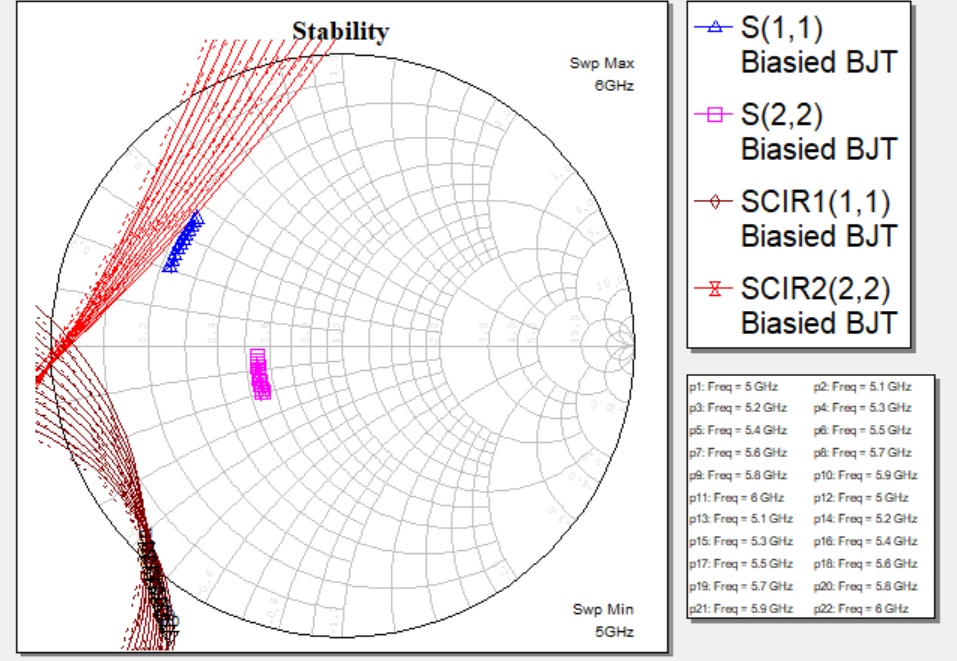 Stability
Swp Max
6GHz
Swp Min
5GHz
S(1,1)
Biasied BJT
S(2,2)
Biasied BJT
SCIR1(1,1)
Biasied BJT
SCIR2(2,2)
Biasied BJT
p1: Freq = 5 GHz p2: Freq = 5.1 GHz
p3: Freq = 5.2 GHz p4: Freq = 5.3 GHz
p5: Freq = 5.4 GHz p6: Freq = 5.5 GHz
p7: Freq = 5.6 GHz p8: Freq = 5.7 GHz
p9: Freq = 5.8 GHz p10: Freq = 5.9 GHz
p11: Freq = 6 GHz p12: Freq = 5 GHz
p13: Freq = 5.1 GHz p14: Freq = 5.2 GHz
p15: Freq = 5.3 GHz p16: Freq = 5.4 GHz
p17: Freq = 5.5 GHz p18: Freq = 5.6 GHz
p19: Freq = 5.7 GHz p20: Freq = 5.8 GHz
p21: Freq = 5.9 GHz p22: Freq = 6 GHz